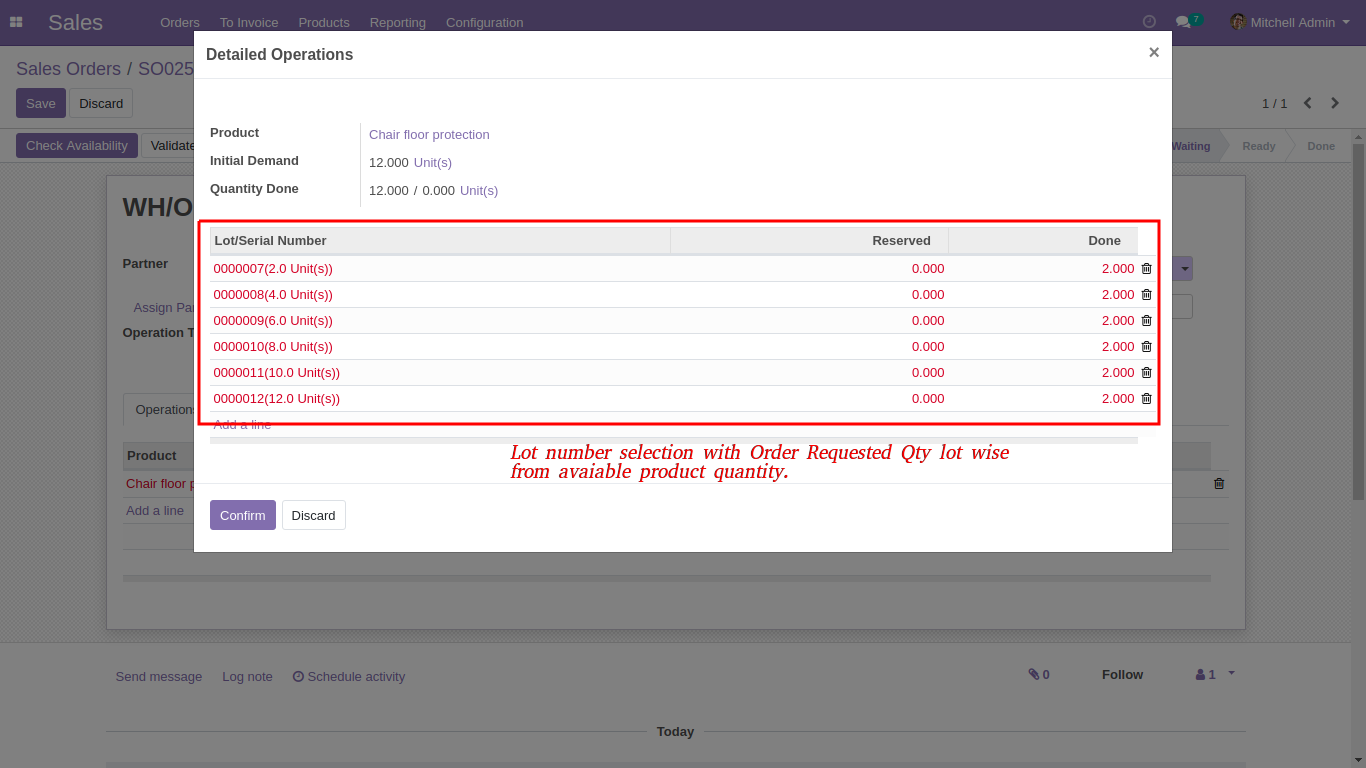 Sales Orders To Invoice Products Reporting Configuration 7 Mitchell Admin
Detailed Operations ×
Sales Orders / SO025
Save Discard 1 / 1
Product Chair floor protection
Check Availability Validate Waiting Ready Done
Initial Demand 12.000 Unit(s)
Quantity Done 12.000 / 0.000 Unit(s)
WH/O
Lot/Serial Number Reserved Done
Partner
0000007(2.0 Unit(s)) 0.000 2.000
0000008(4.0 Unit(s)) 0.000 2.000
Assign Pa
0000009(6.0 Unit(s)) 0.000 2.000
Operation T
0000010(8.0 Unit(s)) 0.000 2.000
0000011(10.0 Unit(s)) 0.000 2.000
0000012(12.0 Unit(s)) 0.000 2.000
Operations
Add a line
Lot number selection with Order Requested Qty lot wise
from avaiable product quantity.
Product
Chair floor p
Add a line
Confirm Discard
Send message Log note Schedule activity 0 Follow 1
Today